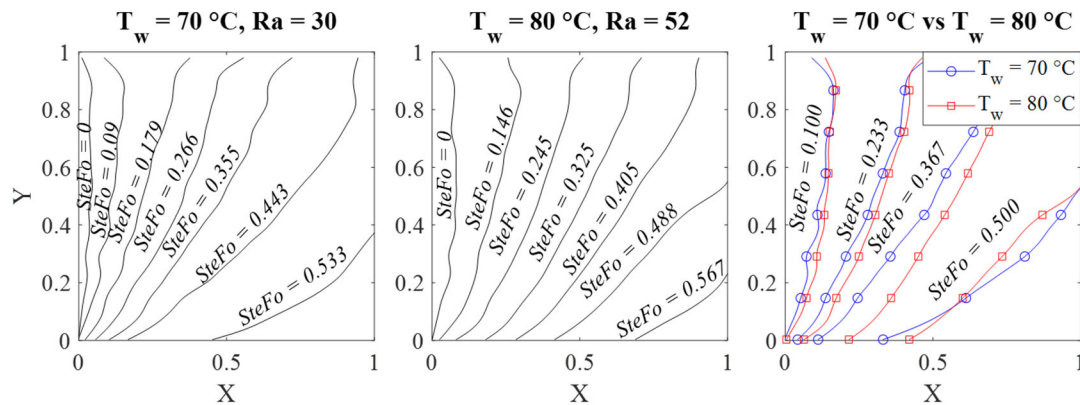 T_w = 70 °C, Ra = 30
Y
1
0.8
0.6
0.4
0.2
0
0
0.5
1
X
SteFo = 0
SteFo = 0.09
SteFo = 0.179
SteFo = 0.266
SteFo = 0.355
SteFo = 0.443
SteFo = 0.533
T_w = 80 °C, Ra = 52
1
0.8
0.6
0.4
0.2
0
0
0.5
1
X
SteFo = 0
SteFo = 0.146
SteFo = 0.245
SteFo = 0.325
SteFo = 0.405
SteFo = 0.488
SteFo = 0.567
T_w = 70 °C vs T_w = 80 °C
T_w = 70 °C
T_w = 80 °C
1
0.8
0.6
0.4
0.2
0
0
0.5
1
X
SteFo = 0.100
SteFo = 0.233
SteFo = 0.367
SteFo = 0.500